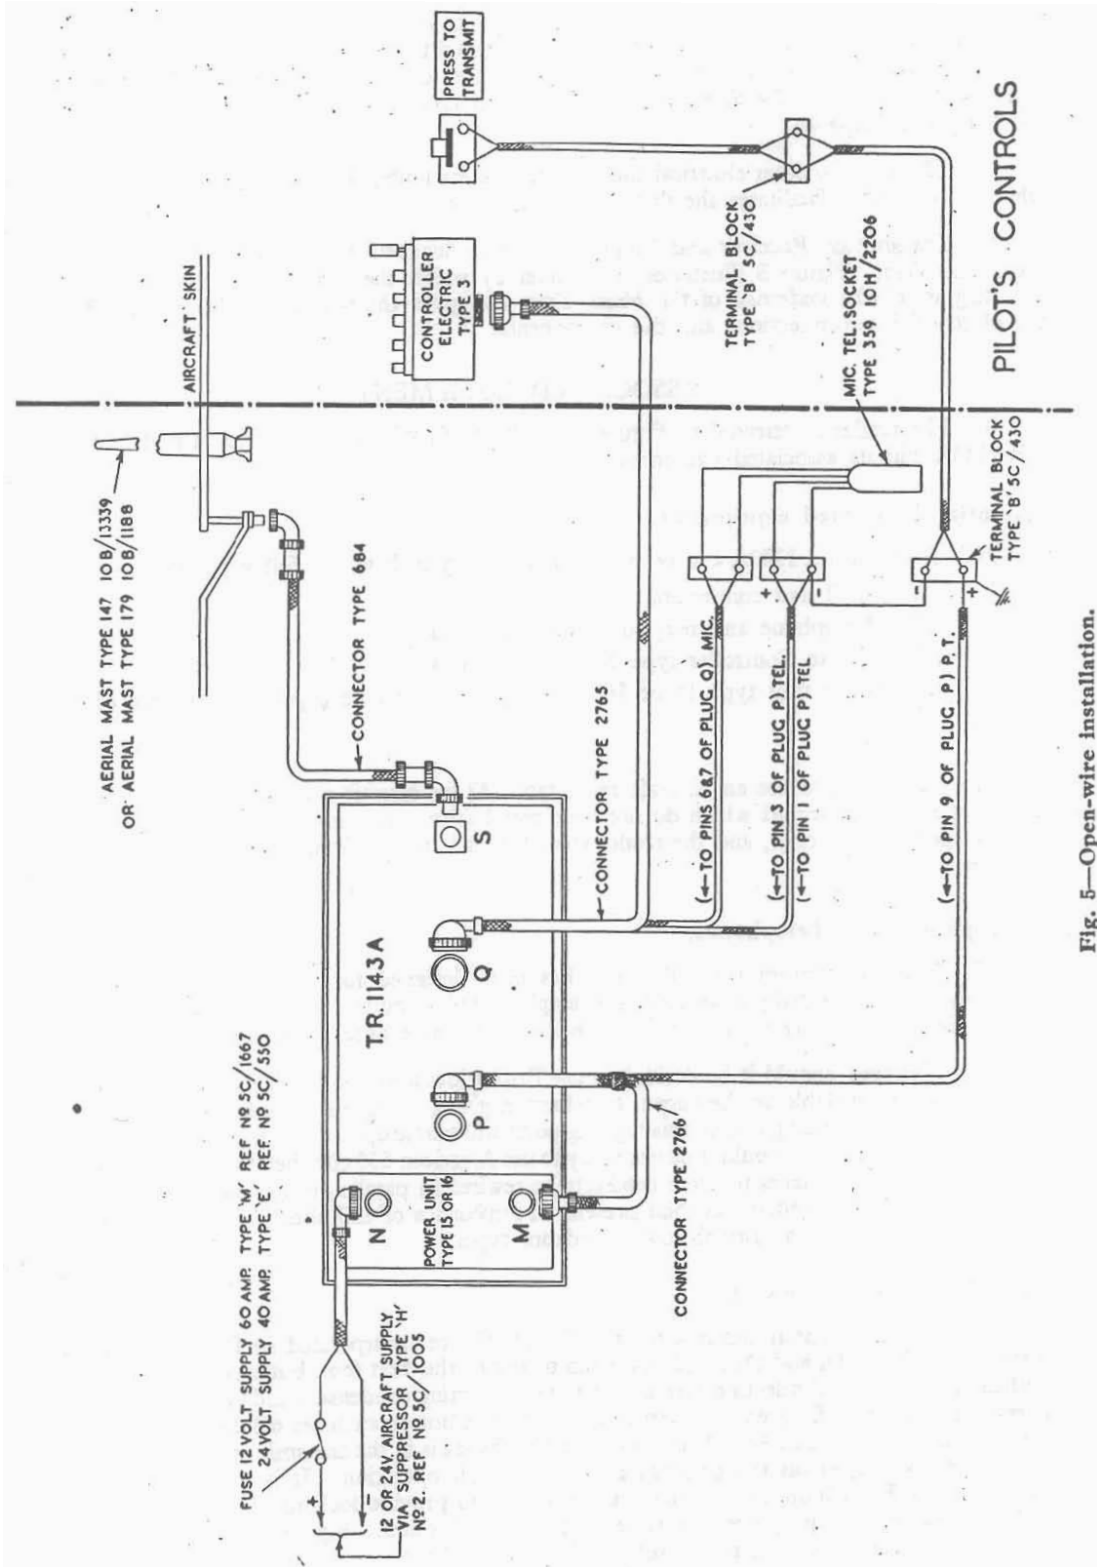 FUSE 12 VOLT SUPPLY 60 AMP. TYPE 'M' REF Nº 5C/1667
24 VOLT SUPPLY 40 AMP. TYPE 'E' REF. Nº 5C/550
AERIAL MAST TYPE 147 10B/13339
OR AERIAL MAST TYPE 179 10B/1188
AIRCRAFT SKIN
CONNECTOR TYPE 684
+
-
12 OR 24V. AIRCRAFT SUPPLY
VIA SUPPRESSOR TYPE 'H'
Nº 2. REF. Nº 5C/1005
N
POWER UNIT
TYPE 15 OR 16
M
T.R. 1143A
P
Q
S
CONTROLLER
ELECTRIC
TYPE 3
PRESS TO
TRANSMIT
CONNECTOR TYPE 2765
CONNECTOR TYPE 2766
(←TO PINS 6&7 OF PLUG Q) MIC.
(←TO PIN 3 OF PLUG P) TEL.
+
(←TO PIN 1 OF PLUG P) TEL.
-
(←TO PIN 9 OF PLUG P) P.T.
-
+
TERMINAL BLOCK
TYPE 'B' 5C/430
MIC. TEL. SOCKET
TYPE 359 10H/2206
TERMINAL BLOCK
TYPE 'B' 5C/430
PILOT'S CONTROLS
Fig. 5—Open-wire installation.